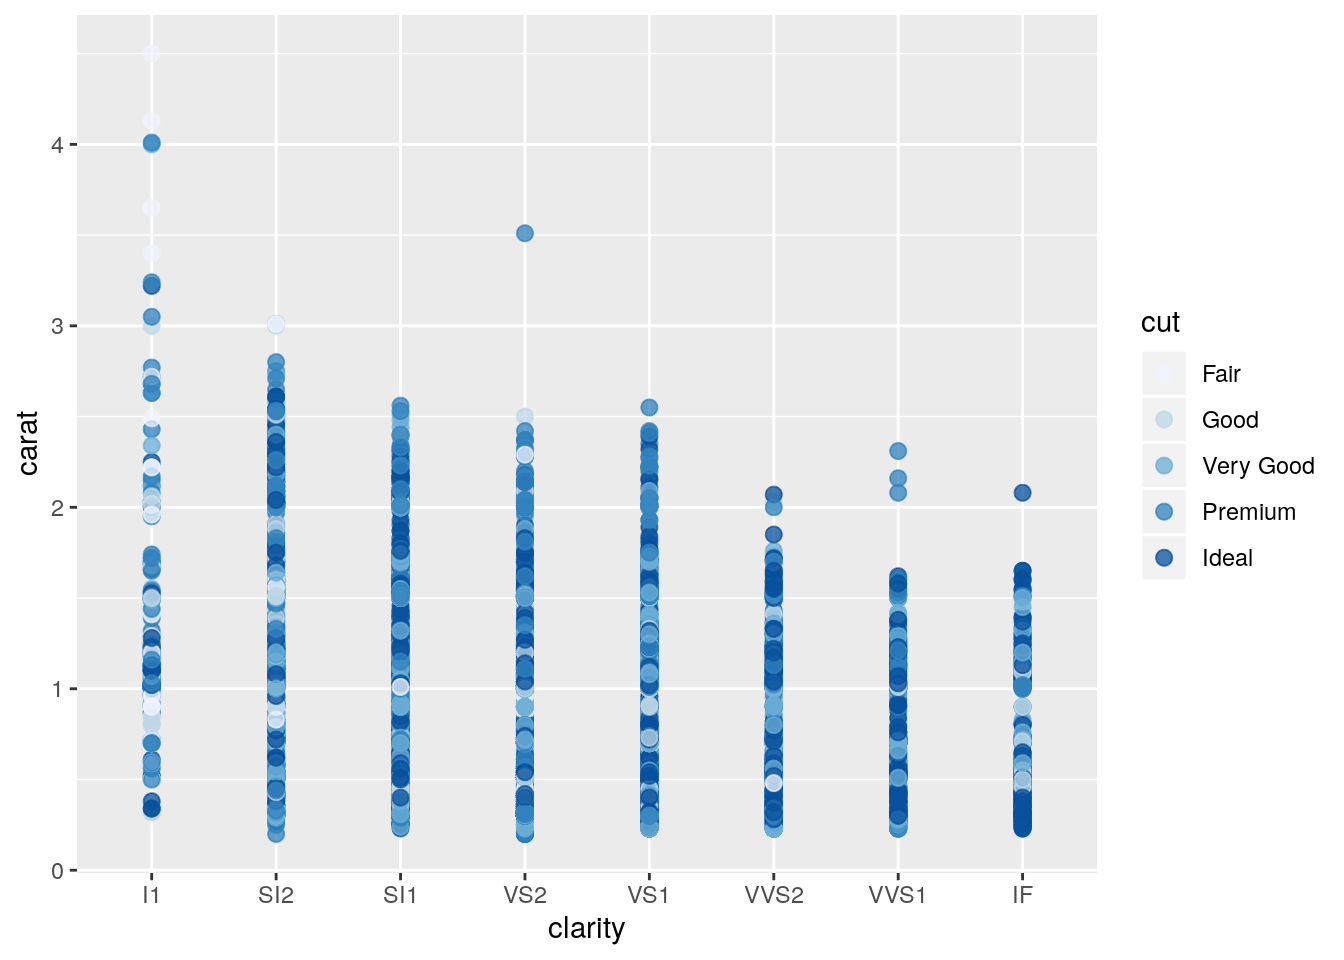 carat
4
3
2
1
0
I1 SI2 SI1 VS2 VS1 VVS2 VVS1 IF
clarity
cut
Fair
Good
Very Good
Premium
Ideal